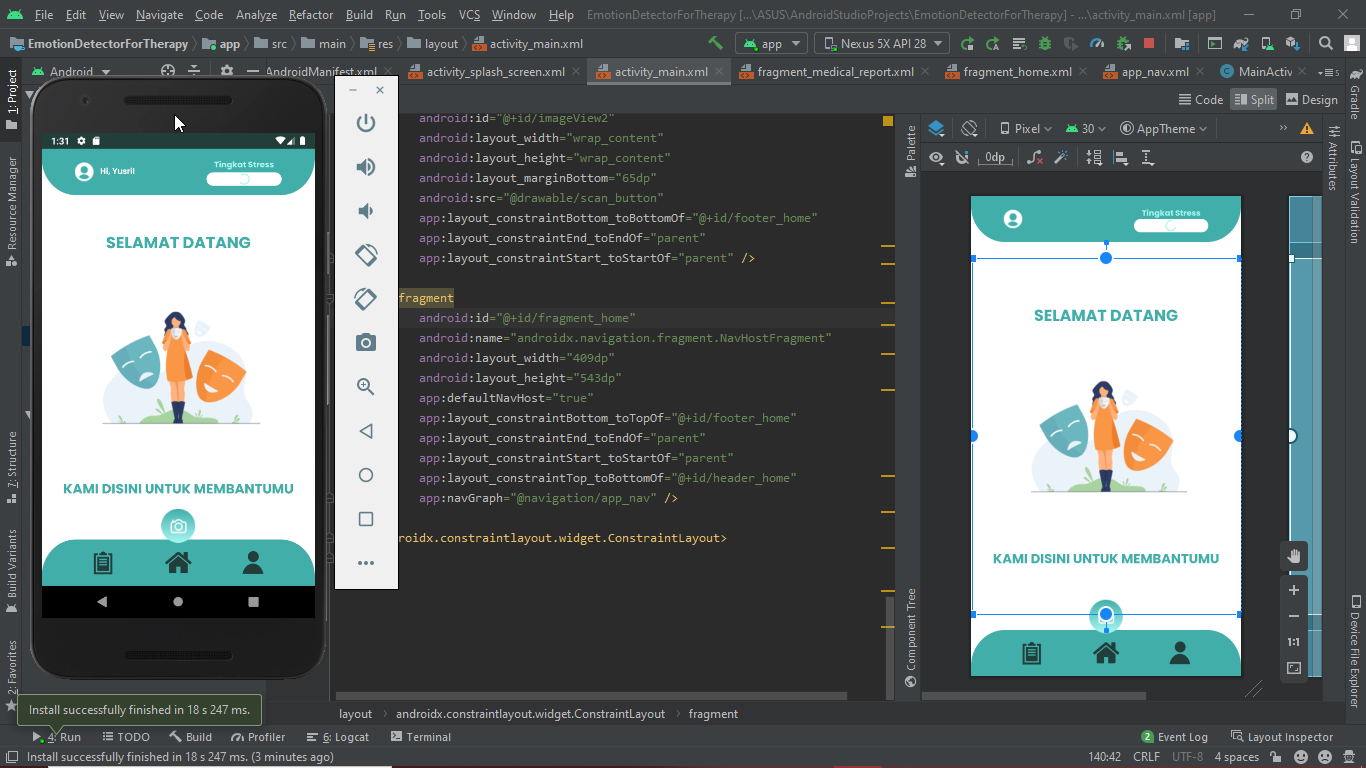 File Edit View Navigate Code Analyze Refactor Build Run Tools VCS Window Help EmotionDetectorForTherapy [...\ASUS\AndroidStudioProjects\EmotionDetectorForTherapy] - ...\activity_main.xml [app]
EmotionDetectorForTherapy app src main res layout activity_main.xml
app Nexus 5X API 28
Android
AndroidManifest.xml activity_splash_screen.xml activity_main.xml fragment_medical_report.xml fragment_home.xml app_nav.xml MainActiv
Code Split Design
1: Project
Resource Manager
7: Structure
Build Variants
2: Favorites
1:31
Hi, Yusril
Tingkat Stress
SELAMAT DATANG
KAMI DISINI UNTUK MEMBANTUMU
android:id="@+id/imageView2"
android:layout_width="wrap_content"
android:layout_height="wrap_content"
android:layout_marginBottom="65dp"
android:src="@drawable/scan_button"
app:layout_constraintBottom_toBottomOf="@+id/footer_home"
app:layout_constraintEnd_toEndOf="parent"
app:layout_constraintStart_toStartOf="parent" />
fragment
android:id="@+id/fragment_home"
android:name="androidx.navigation.fragment.NavHostFragment"
android:layout_width="409dp"
android:layout_height="543dp"
app:defaultNavHost="true"
app:layout_constraintBottom_toTopOf="@+id/footer_home"
app:layout_constraintEnd_toEndOf="parent"
app:layout_constraintStart_toStartOf="parent"
app:layout_constraintTop_toBottomOf="@+id/header_home"
app:navGraph="@navigation/app_nav" />
roidx.constraintlayout.widget.ConstraintLayout>
Palette
Component Tree
Pixel 30 AppTheme
0dp
Tingkat Stress
SELAMAT DATANG
KAMI DISINI UNTUK MEMBANTUMU
1:1
Attributes
Gradle
Layout Validation
Device File Explorer
Install successfully finished in 18 s 247 ms.
layout androidx.constraintlayout.widget.ConstraintLayout fragment
4: Run TODO Build Profiler 6: Logcat Terminal 2 Event Log Layout Inspector
Install successfully finished in 18 s 247 ms. (3 minutes ago) 140:42 CRLF UTF-8 4 spaces